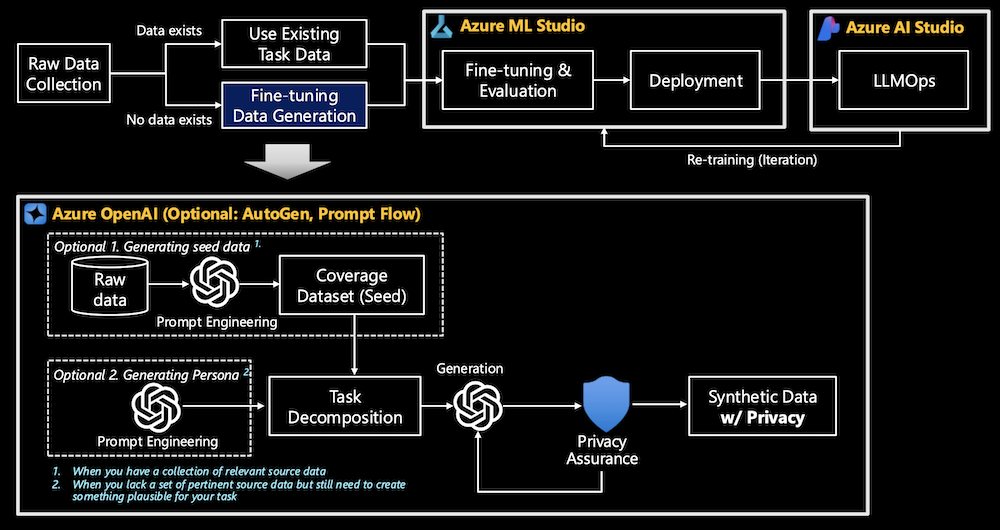 Raw Data
Collection
Data exists
No data exists
Use Existing
Task Data
Fine-tuning
Data Generation
Azure ML Studio
Fine-tuning &
Evaluation
Deployment
Azure AI Studio
LLMOps
Re-training (Iteration)
Azure OpenAI (Optional: AutoGen, Prompt Flow)
Optional 1. Generating seed data 1.
Raw
data
Prompt Engineering
Coverage
Dataset (Seed)
Optional 2. Generating Persona 2.
Prompt Engineering
Task
Decomposition
Generation
Privacy
Assurance
Synthetic Data
w/ Privacy
1. When you have a collection of relevant source data
2. When you lack a set of pertinent source data but still need to create
something plausible for your task